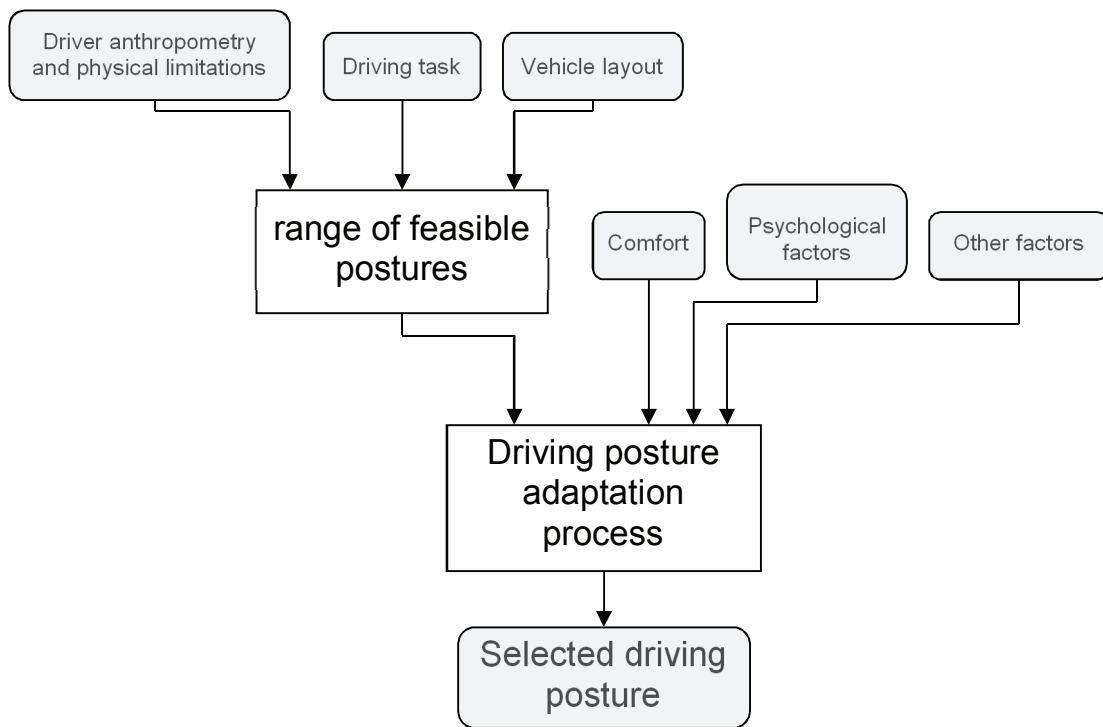 Driver anthropometry
and physical limitations
Driving task
Vehicle layout
range of feasible
postures
Comfort
Psychological
factors
Other factors
Driving posture
adaptation
process
Selected driving
posture